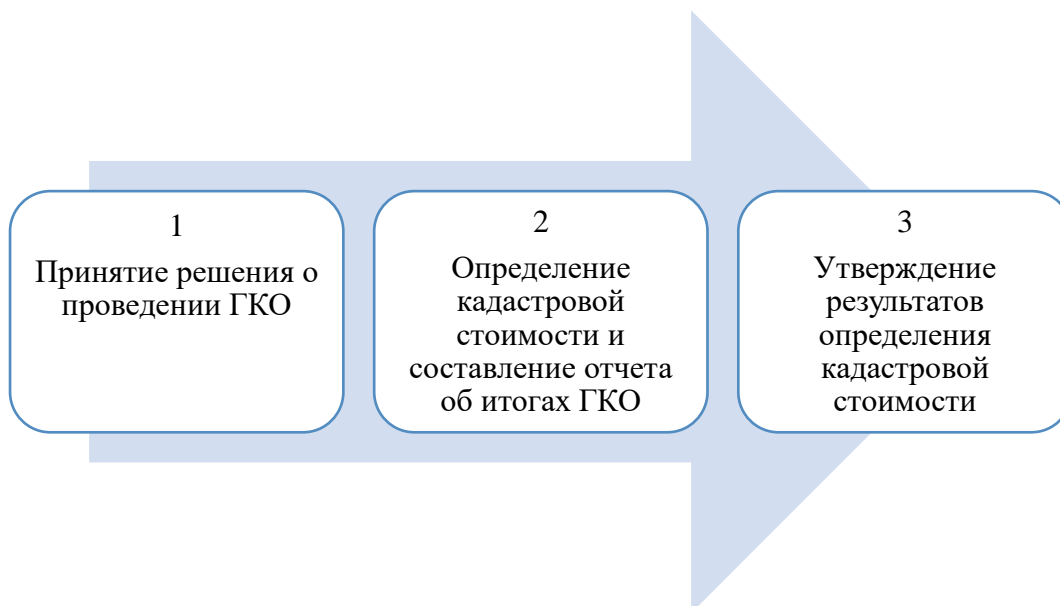 1
Принятие решения о
проведении ГКО
2
Определение
кадастровой
стоимости и
составление отчета
об итогах ГКО
3
Утверждение
результатов
определения
кадастровой
стоимости